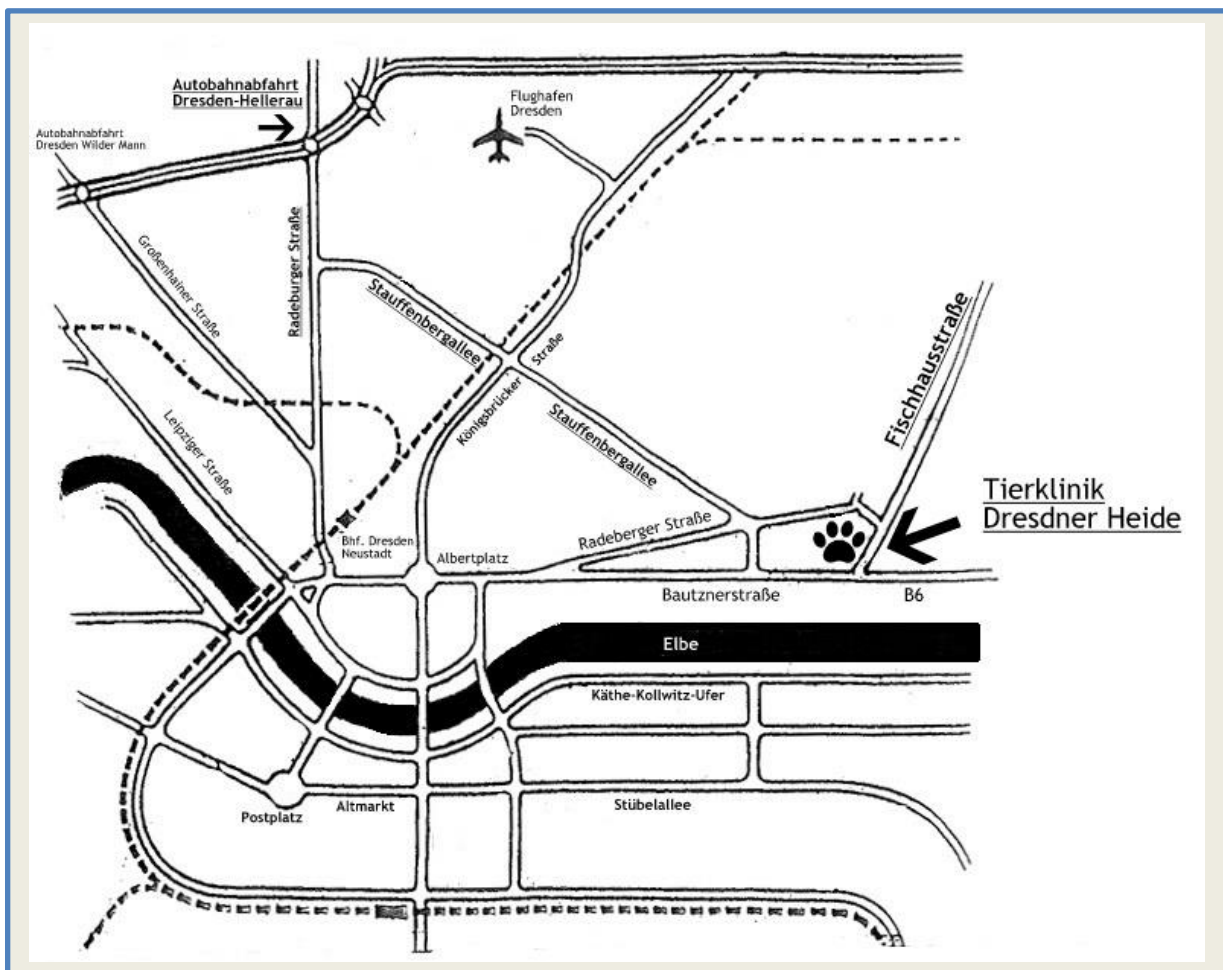 Autobahnabfahrt
Dresden-Hellerau
Flughafen
Dresden
Autobahnabfahrt
Dresden Wilder Mann
Großenhainer Straße
Radeburger Straße
Stauffenbergallee
Königsbrücker Straße
Stauffenbergallee
Fischhausstraße
Leipziger Straße
Tierklinik
Dresdner Heide
Radeberger Straße
Bhf. Dresden
Neustadt
Albertplatz
Bautznerstraße
B6
Elbe
Käthe-Kollwitz-Ufer
Altmarkt
Stübelallee
Postplatz